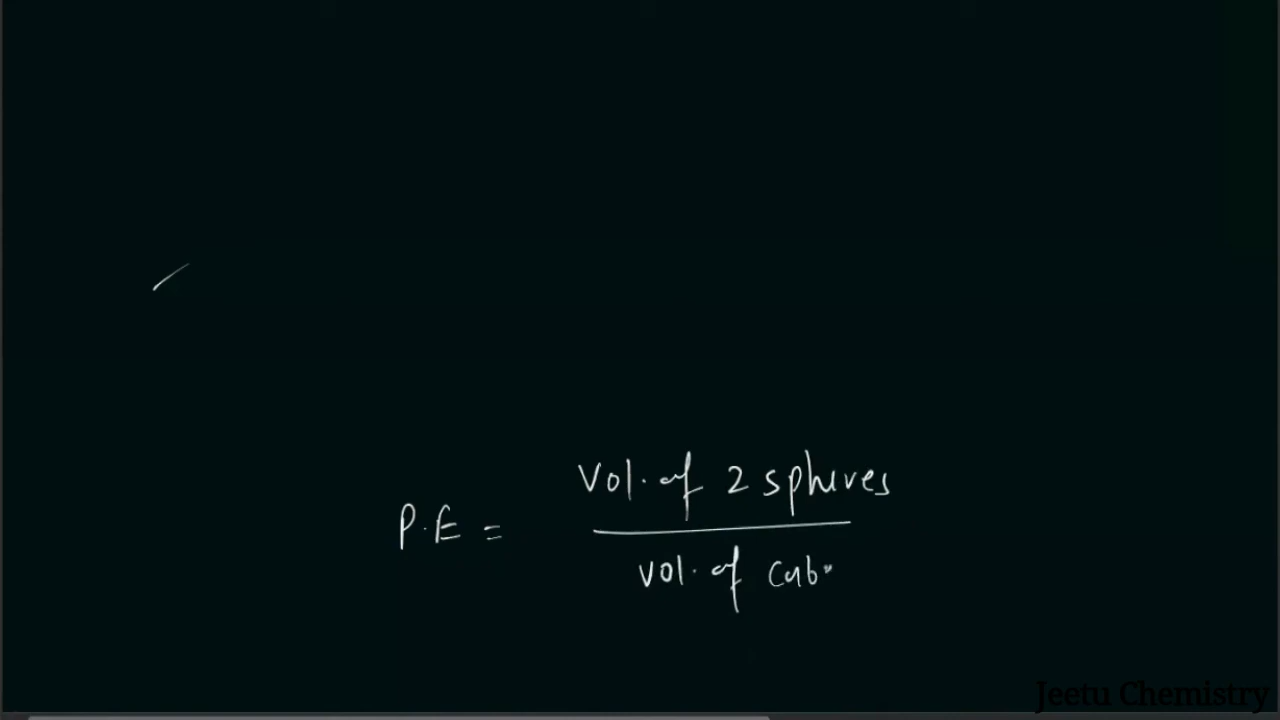 Vol. of 2 spheres
P.E =
Vol. of Cub
Jeetu Chemistry